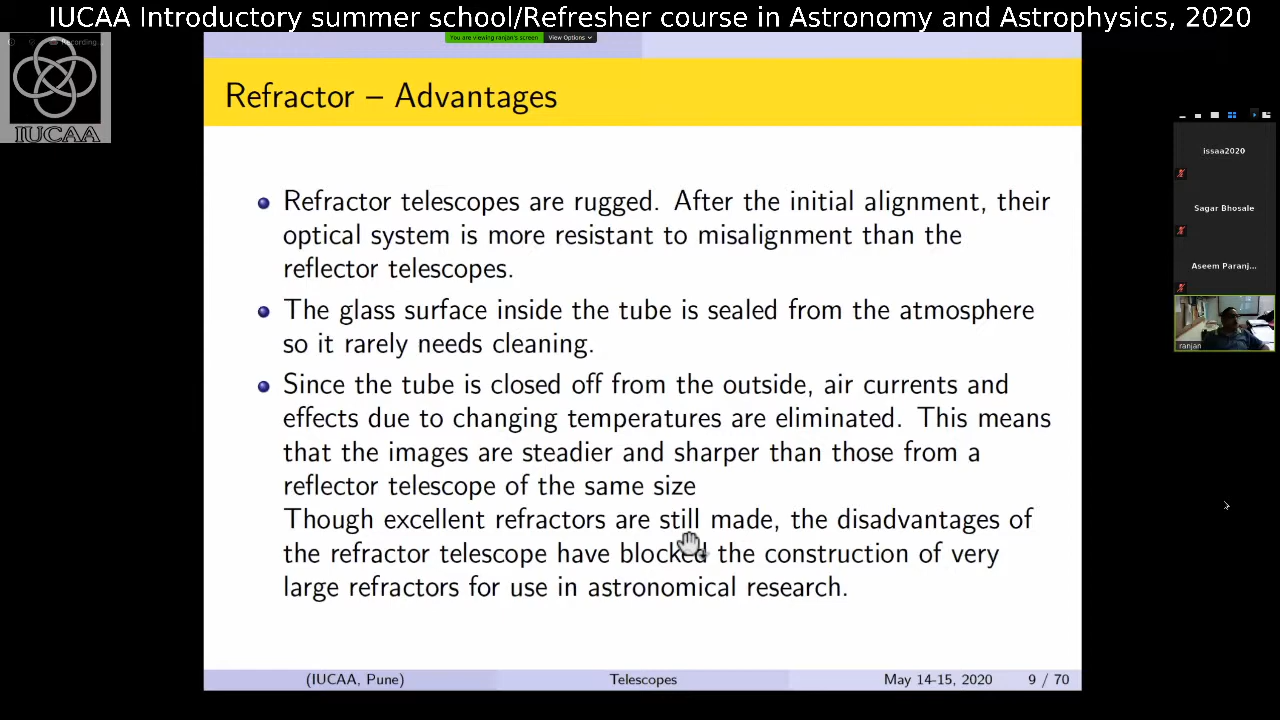 IUCAA Introductory summer school/Refresher course in Astronomy and Astrophysics, 2020
You are viewing ranjan's screen View Options
Recording...
IUCAA
Refractor – Advantages
Refractor telescopes are rugged. After the initial alignment, their
optical system is more resistant to misalignment than the
reflector telescopes.
The glass surface inside the tube is sealed from the atmosphere
so it rarely needs cleaning.
Since the tube is closed off from the outside, air currents and
effects due to changing temperatures are eliminated. This means
that the images are steadier and sharper than those from a
reflector telescope of the same size
Though excellent refractors are still made, the disadvantages of
the refractor telescope have blocked the construction of very
large refractors for use in astronomical research.
(IUCAA, Pune) Telescopes May 14-15, 2020 9 / 70
issaa2020
Sagar Bhosale
Aseem Paranj...
ranjan